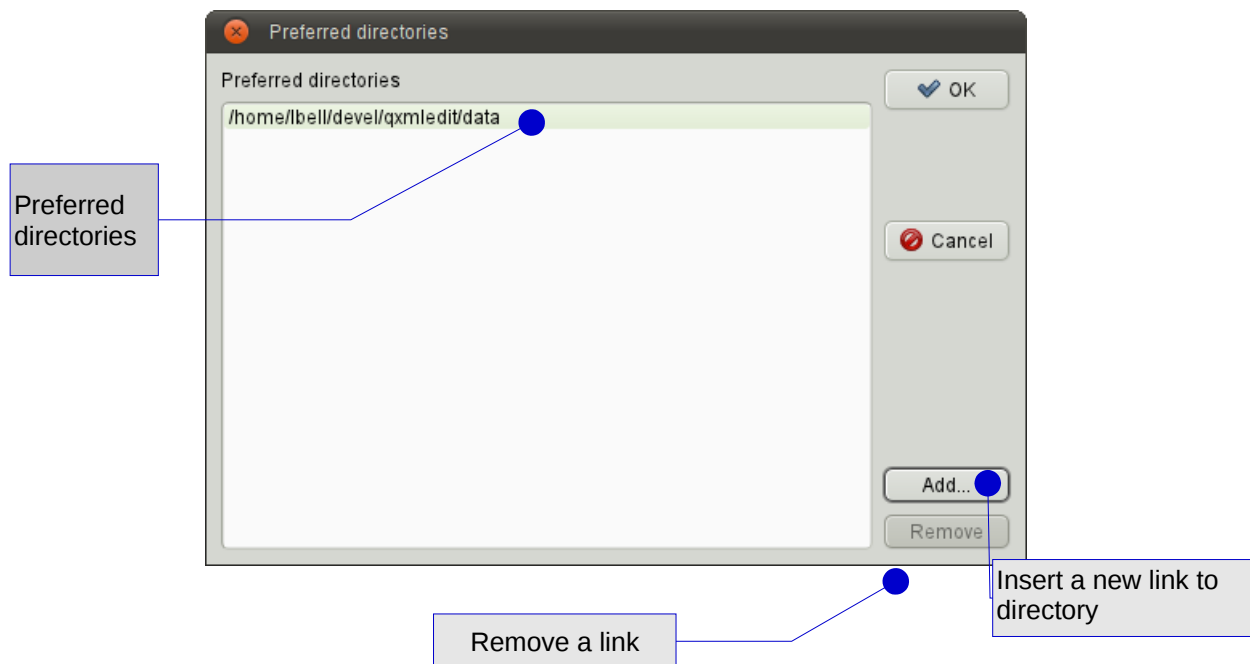 Preferred directories
Preferred directories
OK
/home/lbell/devel/qxmledit/data
Preferred
directories
Cancel
Add...
Remove
Insert a new link to
directory
Remove a link